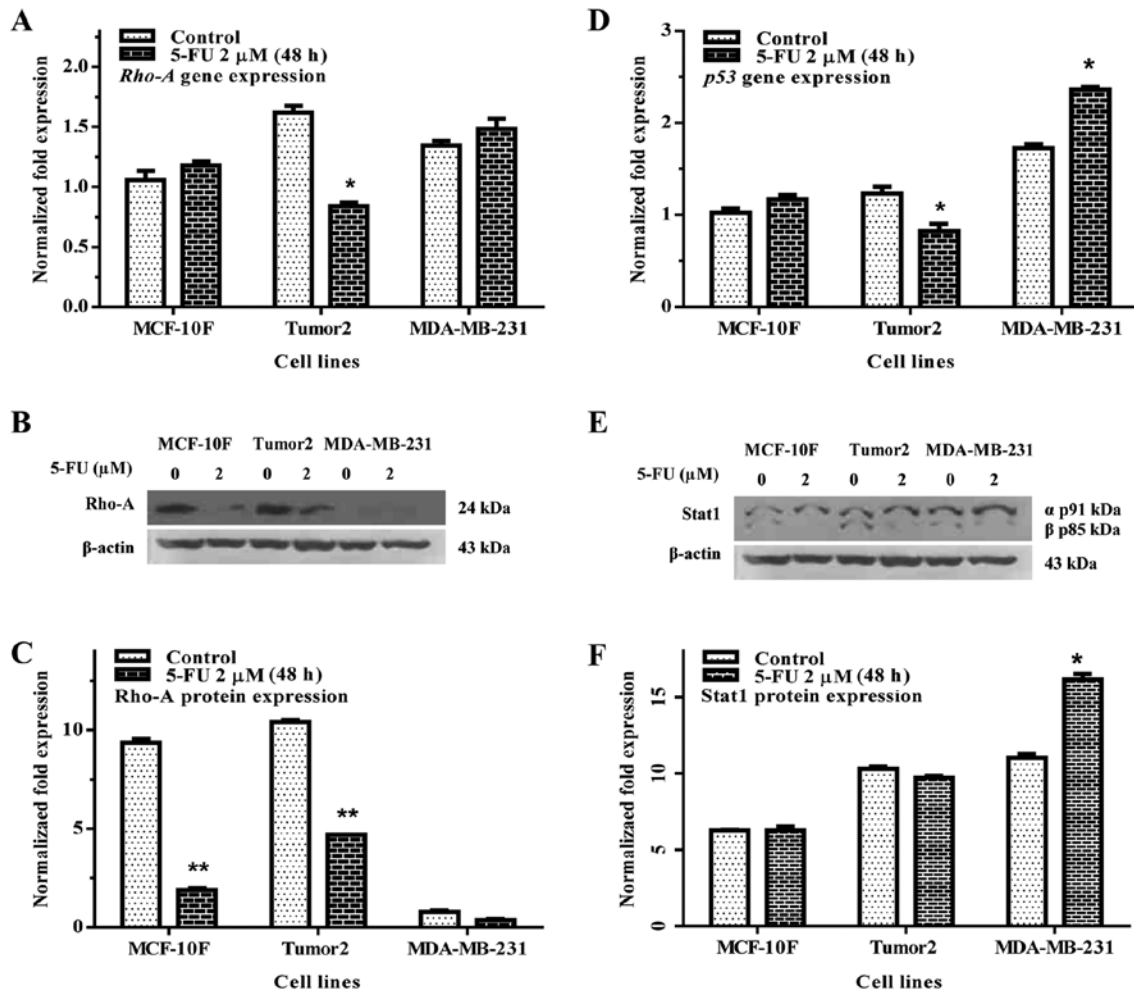 A
Control
5-FU 2 μM (48 h)
Rho-A gene expression
Normalized fold expression
2.0
1.5
1.0
0.5
0.0
*
MCF-10F Tumor2 MDA-MB-231
Cell lines
D
Control
5-FU 2 μM (48 h)
p53 gene expression
Normalized fold expression
3
2
1
0
*
*
MCF-10F Tumor2 MDA-MB-231
Cell lines
B
MCF-10F Tumor2 MDA-MB-231
5-FU (μM) 0 2 0 2 0 2
Rho-A 24 kDa
β-actin 43 kDa
E
MCF-10F Tumor2 MDA-MB-231
5-FU (μM) 0 2 0 2 0 2
Stat1 α p91 kDa
β p85 kDa
β-actin 43 kDa
C
Control
5-FU 2 μM (48 h)
Rho-A protein expression
Normalizaed fold expression
10
5
0
**
**
MCF-10F Tumor2 MDA-MB-231
Cell lines
F
Control
5-FU 2 μM (48 h)
Stat1 protein expression
Normalized fold expression
15
10
5
0
*
MCF-10F Tumor2 MDA-MB-231
Cell lines